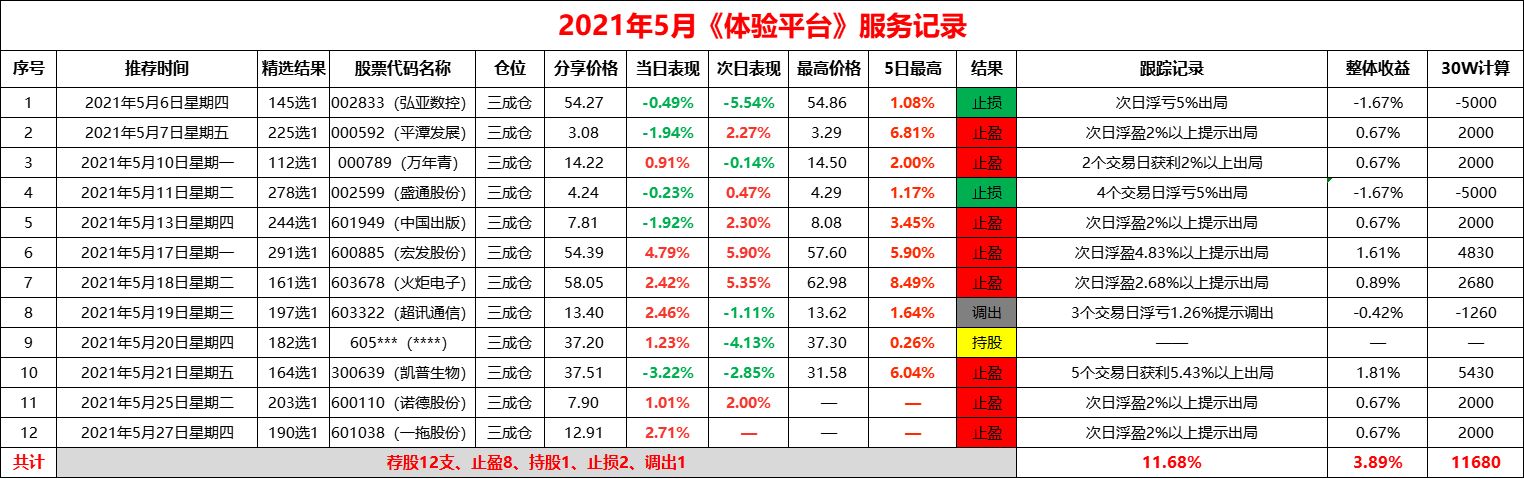 2021年5月《体验平台》服务记录
序号 推荐时间 精选结果 股票代码名称 仓位 分享价格 当日表现 次日表现 最高价格 5日最高 结果 跟踪记录 整体收益 30W计算
1 2021年5月6日星期四 145选1 002833（弘亚数控） 三成仓 54.27 -0.49% -5.54% 54.86 1.08% 止损 次日浮亏5%出局 -1.67% -5000
2 2021年5月7日星期五 225选1 000592（平潭发展） 三成仓 3.08 -1.94% 2.27% 3.29 6.81% 止盈 次日浮盈2%以上提示出局 0.67% 2000
3 2021年5月10日星期一 112选1 000789（万年青） 三成仓 14.22 0.91% -0.14% 14.50 2.00% 止盈 2个交易日获利2%以上出局 0.67% 2000
4 2021年5月11日星期二 278选1 002599（盛通股份） 三成仓 4.24 -0.23% 0.47% 4.29 1.17% 止损 4个交易日浮亏5%出局 -1.67% -5000
5 2021年5月13日星期四 244选1 601949（中国出版） 三成仓 7.81 -1.92% 2.30% 8.08 3.45% 止盈 次日浮盈2%以上提示出局 0.67% 2000
6 2021年5月17日星期一 291选1 600885（宏发股份） 三成仓 54.39 4.79% 5.90% 57.60 5.90% 止盈 次日浮盈4.83%以上提示出局 1.61% 4830
7 2021年5月18日星期二 161选1 603678（火炬电子） 三成仓 58.05 2.42% 5.35% 62.98 8.49% 止盈 次日浮盈2.68%以上提示出局 0.89% 2680
8 2021年5月19日星期三 197选1 603322（超讯通信） 三成仓 13.40 2.46% -1.11% 13.62 1.64% 调出 3个交易日浮亏1.26%提示调出 -0.42% -1260
9 2021年5月20日星期四 182选1 605***（****） 三成仓 37.20 1.23% -4.13% 37.30 0.26% 持股 —— — —
10 2021年5月21日星期五 164选1 300639（凯普生物） 三成仓 37.51 -3.22% -2.85% 31.58 6.04% 止盈 5个交易日获利5.43%以上出局 1.81% 5430
11 2021年5月25日星期二 203选1 600110（诺德股份） 三成仓 7.90 1.01% 2.00% — — 止盈 次日浮盈2%以上提示出局 0.67% 2000
12 2021年5月27日星期四 190选1 601038（一拖股份） 三成仓 12.91 2.71% — — — 止盈 次日浮盈2%以上提示出局 0.67% 2000
共计 荐股12支、止盈8、持股1、止损2、调出1 11.68% 3.89% 11680